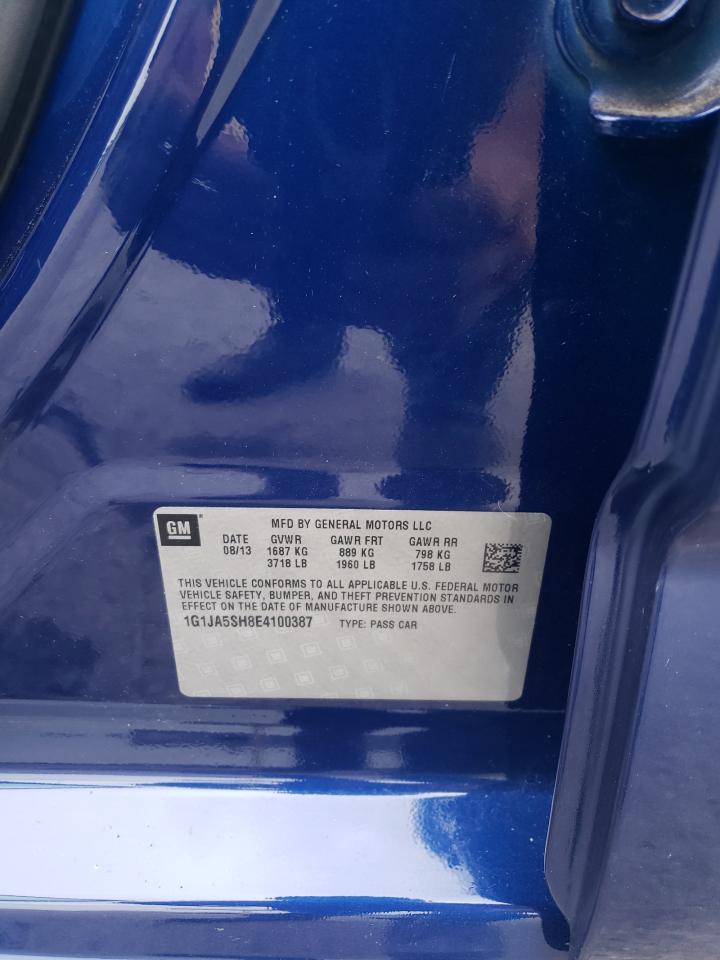 GM MFD BY GENERAL MOTORS LLC
DATE GVWR GAWR FRT GAWR RR
08/13 1687 KG 889 KG 798 KG
3718 LB 1960 LB 1758 LB
THIS VEHICLE CONFORMS TO ALL APPLICABLE U.S. FEDERAL MOTOR
VEHICLE SAFETY, BUMPER, AND THEFT PREVENTION STANDARDS IN
EFFECT ON THE DATE OF MANUFACTURE SHOWN ABOVE.
1G1JA5SH8E4100387 TYPE: PASS CAR